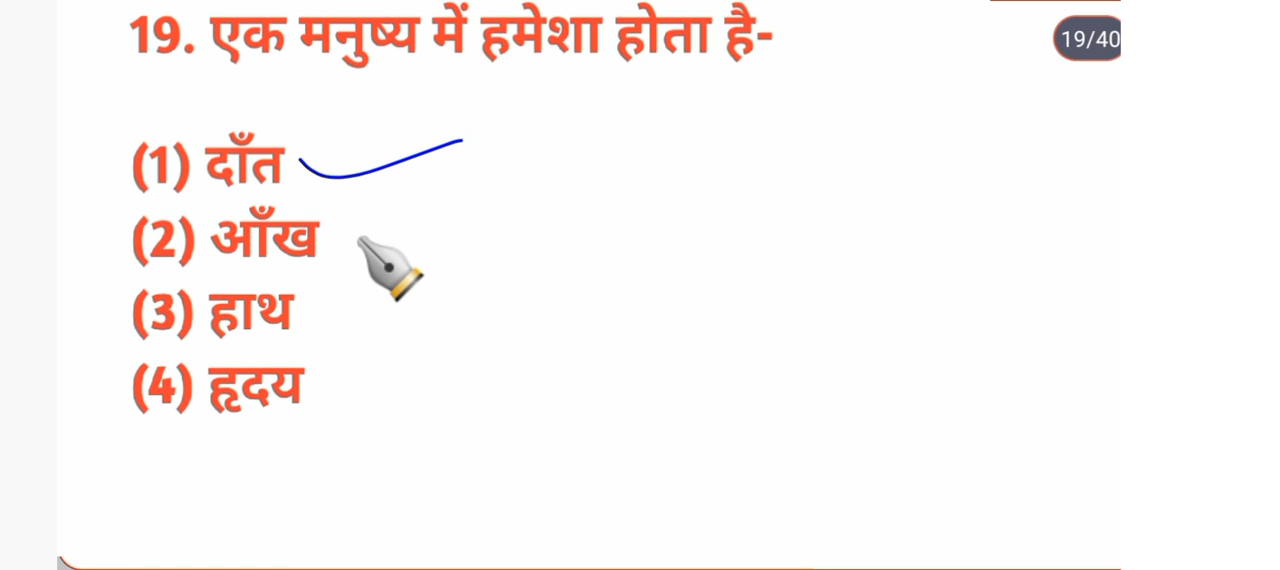 19. एक मनुष्य में हमेशा होता है-
19/40
(1) दाँत
(2) आँख
(3) हाथ
(4) हृदय